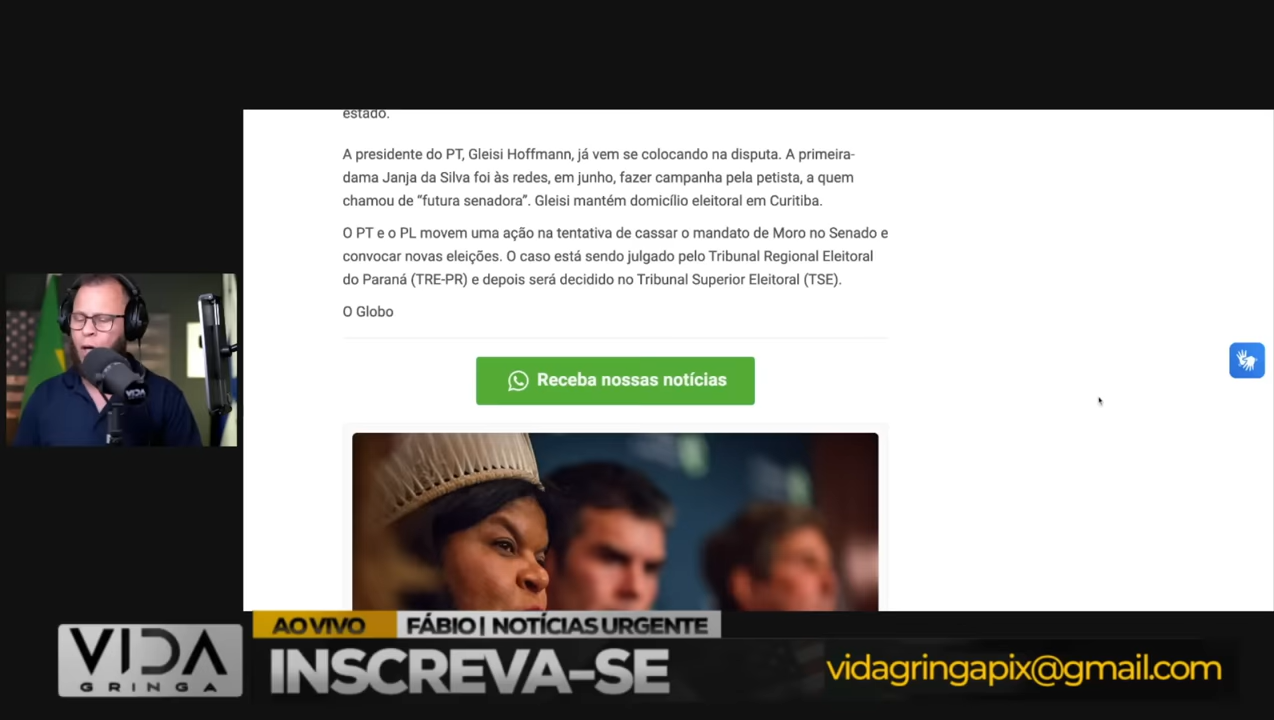 estado.
A presidente do PT, Gleisi Hoffmann, já vem se colocando na disputa. A primeira-
dama Janja da Silva foi às redes, em junho, fazer campanha pela petista, a quem
chamou de “futura senadora”. Gleisi mantém domicílio eleitoral em Curitiba.
O PT e o PL movem uma ação na tentativa de cassar o mandato de Moro no Senado e
convocar novas eleições. O caso está sendo julgado pelo Tribunal Regional Eleitoral
do Paraná (TRE-PR) e depois será decidido no Tribunal Superior Eleitoral (TSE).
O Globo
Receba nossas notícias
VIDA
AO VIVO FÁBIO | NOTÍCIAS URGENTE
VIDA
GRINGA
INSCREVA-SE
vidagringapix@gmail.com